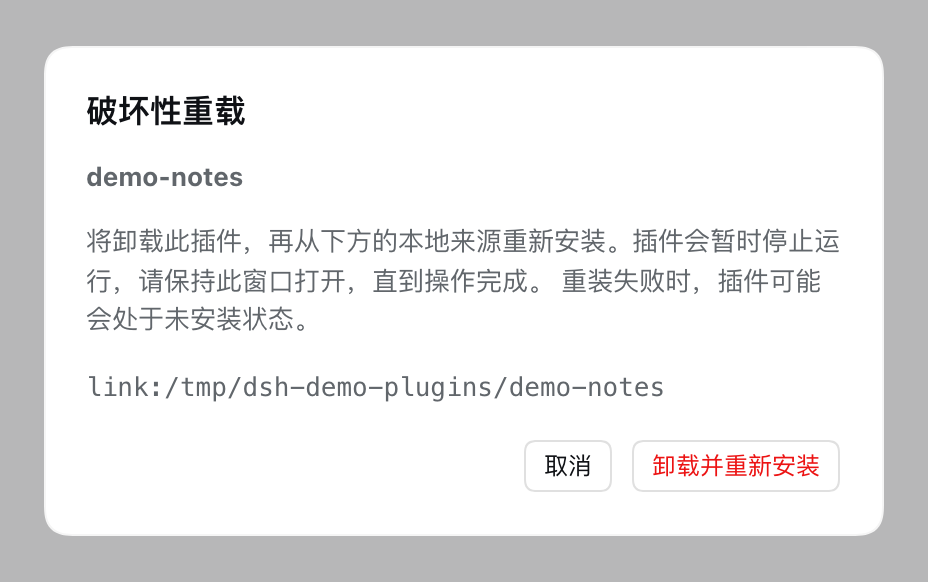 破坏性重载
demo-notes
将卸载此插件，再从下方的本地来源重新安装。插件会暂时停止运
行，请保持此窗口打开，直到操作完成。 重装失败时，插件可能
会处于未安装状态。
link:/tmp/dsh-demo-plugins/demo-notes
取消
卸载并重新安装